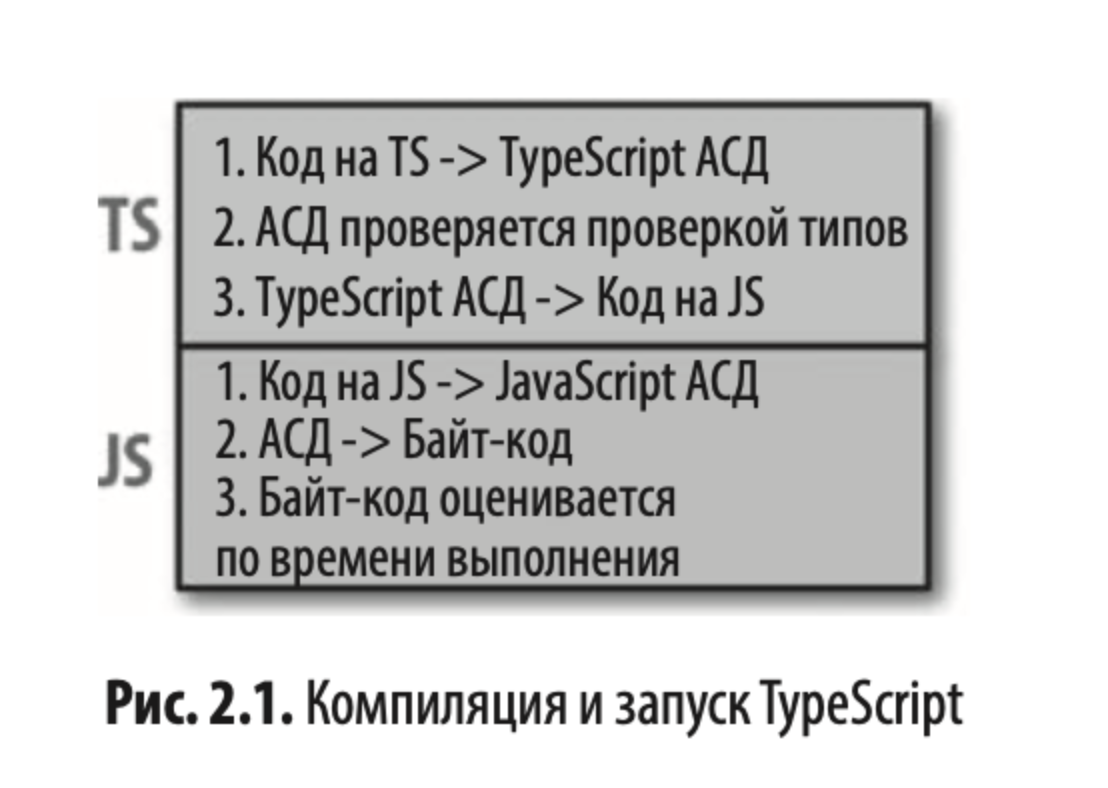 TS
1. Код на TS -> TypeScript АСД
2. АСД проверяется проверкой типов
3. TypeScript АСД -> Код на JS
JS
1. Код на JS -> JavaScript АСД
2. АСД -> Байт-код
3. Байт-код оценивается
по времени выполнения
Рис. 2.1. Компиляция и запуск TypeScript